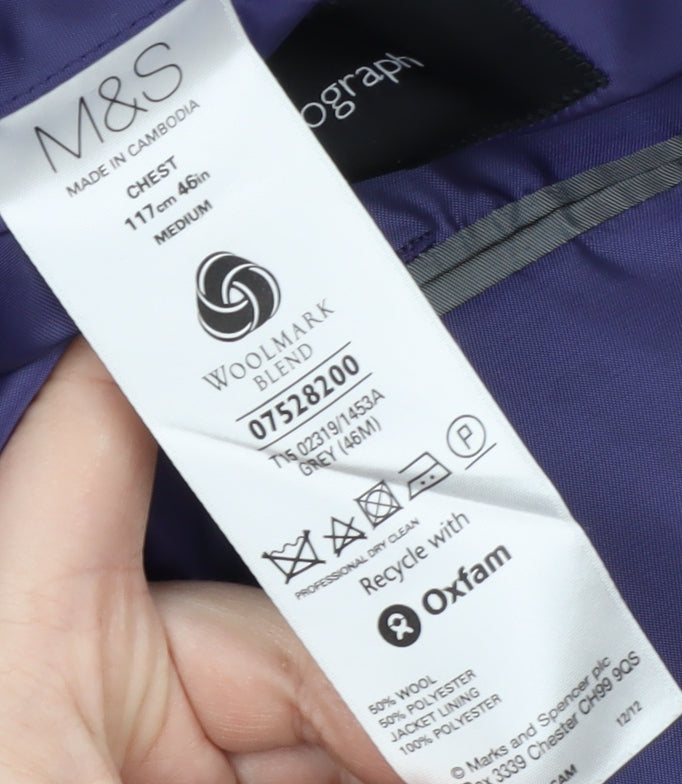 M&S
MADE IN CAMBODIA
CHEST
117cm 46in
MEDIUM
WOOLMARK
BLEND
07528200
T15 02319/1453A
GREY (46M)
P
PROFESSIONAL DRY CLEAN
Recycle with
Oxfam
50% WOOL
50% POLYESTER
JACKET LINING
100% POLYESTER
© Marks and Spencer plc
3339 Chester CH99 9QS
12/12
ograph